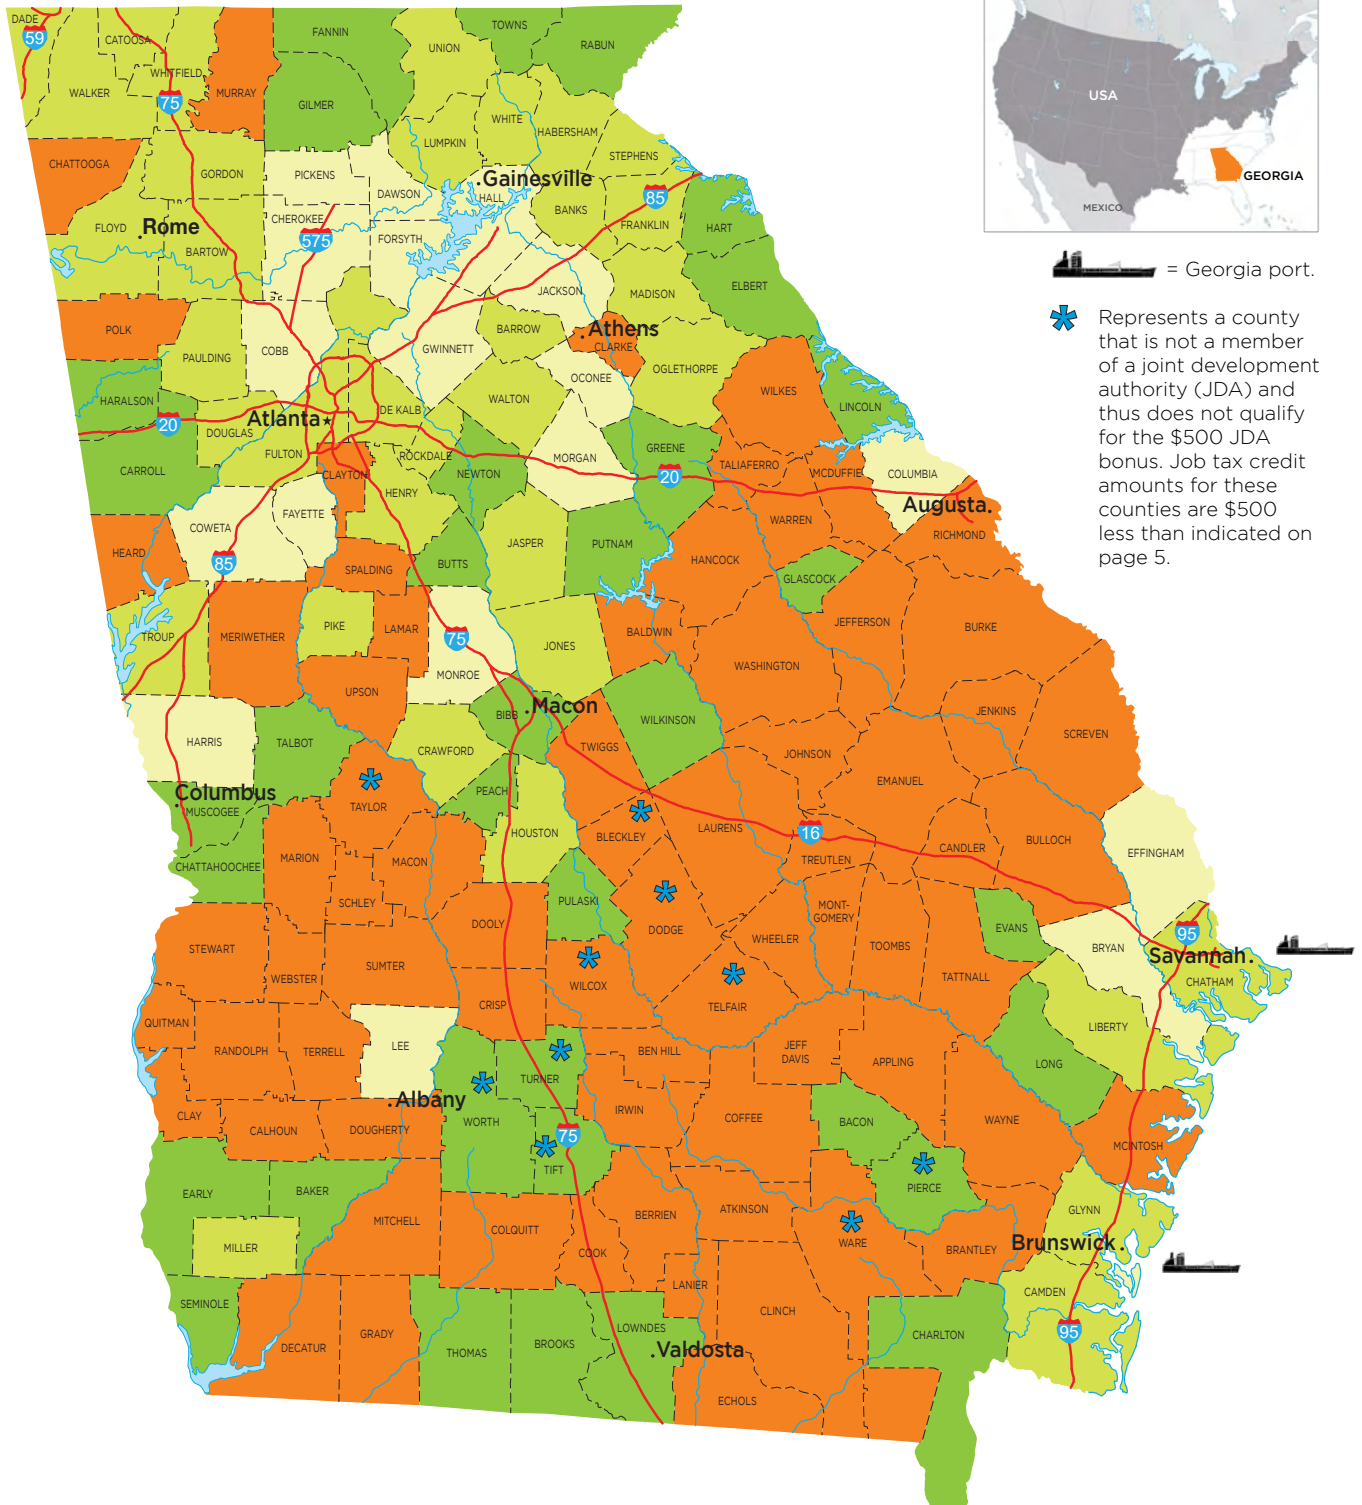 DADE
59
CATOOSA
WHITFIELD
WALKER
75
MURRAY
FANNIN
GILMER
UNION
TOWNS
RABUN
WHITE
HABERSHAM
LUMPKIN
STEPHENS
CHATTOOGA
GORDON
PICKENS
DAWSON
Gainesville
HALL
BANKS
85
FRANKLIN
HART
FLOYD
Rome
BARTOW
CHEROKEE
575
FORSYTH
JACKSON
MADISON
ELBERT
POLK
PAULDING
COBB
GWINNETT
BARROW
Athens
CLARKE
OCONEE
OGLETHORPE
WILKES
LINCOLN
HARALSON
20
DOUGLAS
Atlanta
DE KALB
WALTON
FULTON
ROCKDALE
NEWTON
MORGAN
GREENE
20
TALIAFERRO
MCDUFFIE
COLUMBIA
Augusta
CARROLL
CLAYTON
HENRY
COWETA
FAYETTE
85
HEARD
SPALDING
BUTTS
JASPER
PUTNAM
HANCOCK
WARREN
RICHMOND
GLASCOCK
TROUP
MERIWETHER
PIKE
LAMAR
75
MONROE
JONES
BALDWIN
WASHINGTON
JEFFERSON
BURKE
UPSON
HARRIS
TALBOT
CRAWFORD
BIBB
Macon
TWIGGS
WILKINSON
JOHNSON
JENKINS
SCREVEN
EMANUEL
Columbus
MUSCOGEE
CHATTAHOOCHEE
TAYLOR
PEACH
HOUSTON
BLECKLEY
LAURENS
16
TREUTLEN
CANDLER
BULLOCH
EFFINGHAM
MARION
MACON
SCHLEY
DOOLY
PULASKI
DODGE
WHEELER
MONT-
GOMERY
TOOMBS
EVANS
TATTNALL
BRYAN
95
Savannah
CHATHAM
STEWART
WEBSTER
SUMTER
CRISP
WILCOX
TELFAIR
LIBERTY
QUITMAN
RANDOLPH
TERRELL
LEE
TURNER
BEN HILL
JEFF
DAVIS
APPLING
LONG
CLAY
CALHOUN
DOUGHERTY
Albany
WORTH
75
TIFT
IRWIN
COFFEE
BACON
WAYNE
MCINTOSH
EARLY
BAKER
MILLER
MITCHELL
COLQUITT
COOK
BERRIEN
ATKINSON
WARE
PIERCE
BRANTLEY
GLYNN
Brunswick
SEMINOLE
DECATUR
GRADY
THOMAS
BROOKS
LOWNDES
Valdosta
LANIER
CLINCH
ECHOLS
CHARLTON
CAMDEN
95
USA
GEORGIA
MEXICO
= Georgia port.
* Represents a county
that is not a member
of a joint development
authority (JDA) and
thus does not qualify
for the $500 JDA
bonus. Job tax credit
amounts for these
counties are $500
less than indicated on
page 5.